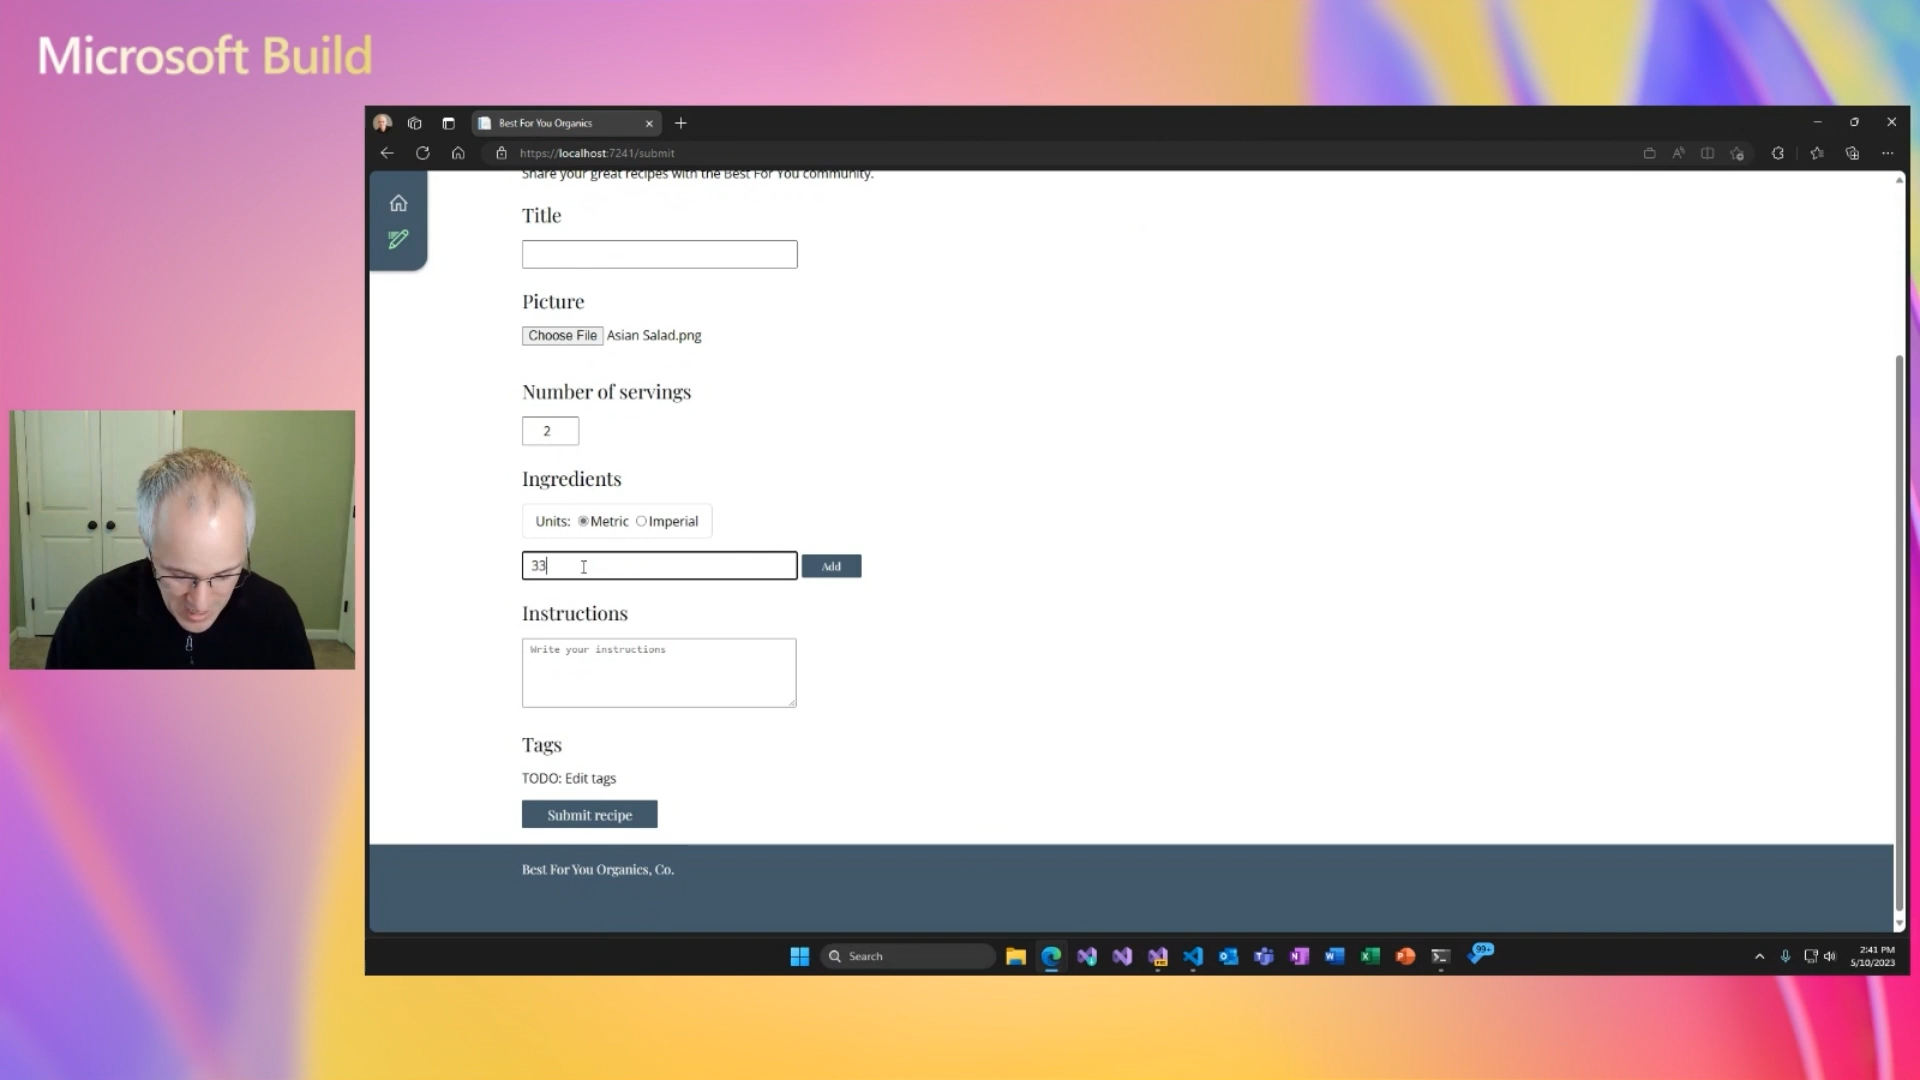 Microsoft Build
Best For You Organics
https://localhost:7241/submit
Share your great recipes with the Best For You community.
Title
Picture
Choose File Asian Salad.png
Number of servings
2
Ingredients
Units: Metric Imperial
33
Add
Instructions
Write your instructions
Tags
TODO: Edit tags
Submit recipe
Best For You Organics, Co.
Search
99+
2:41 PM
5/10/2023